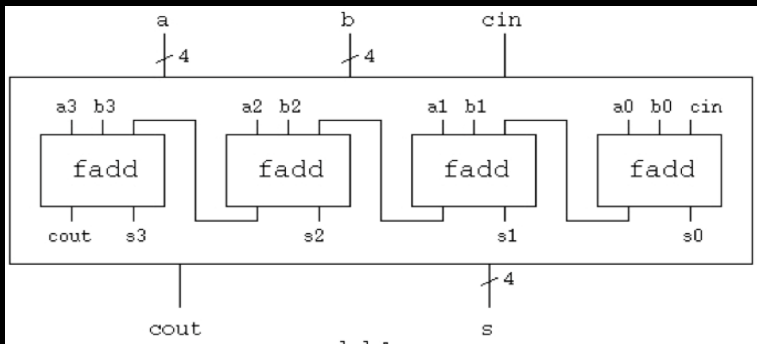 a b cin
4 4
a3 b3 a2 b2 a1 b1 a0 b0 cin
fadd fadd fadd fadd
cout s3 s2 s1 s0
4
cout s